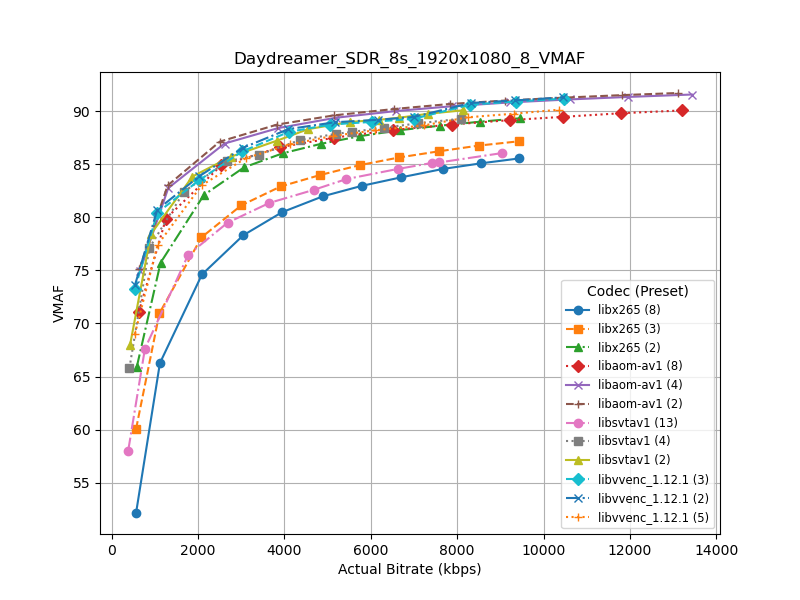 Daydreamer_SDR_8s_1920x1080_8_VMAF
90
85
80
75
70
65
60
55
VMAF
0 2000 4000 6000 8000 10000 12000 14000
Actual Bitrate (kbps)
Codec (Preset)
libx265 (8)
libx265 (3)
libx265 (2)
libaom-av1 (8)
libaom-av1 (4)
libaom-av1 (2)
libsvtav1 (13)
libsvtav1 (4)
libsvtav1 (2)
libvvenc_1.12.1 (3)
libvvenc_1.12.1 (2)
libvvenc_1.12.1 (5)